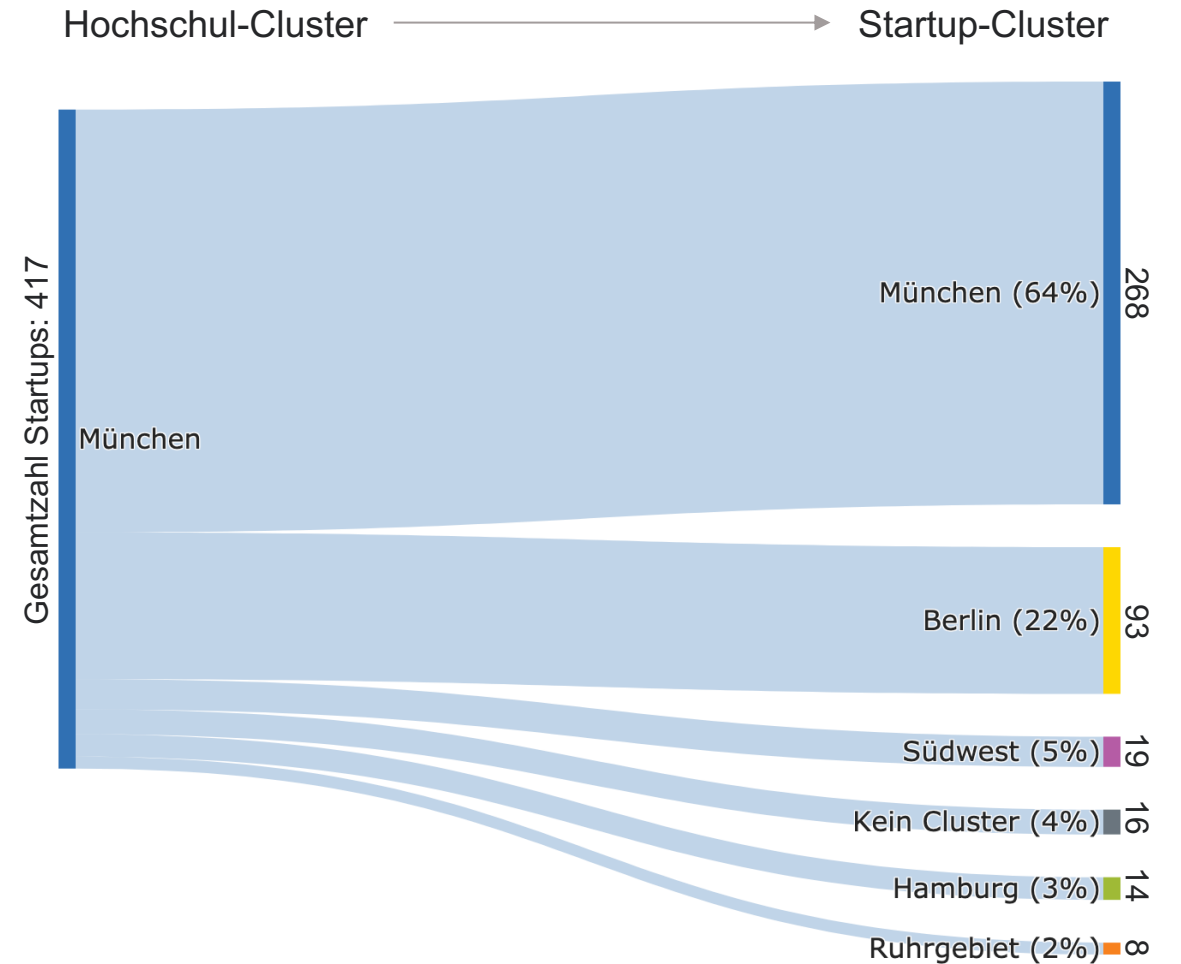 Hochschul-Cluster
Startup-Cluster
Gesamtzahl Startups: 417
München
München (64%)
268
Berlin (22%)
93
Südwest (5%)
19
Kein Cluster (4%)
16
Hamburg (3%)
14
Ruhrgebiet (2%)
8